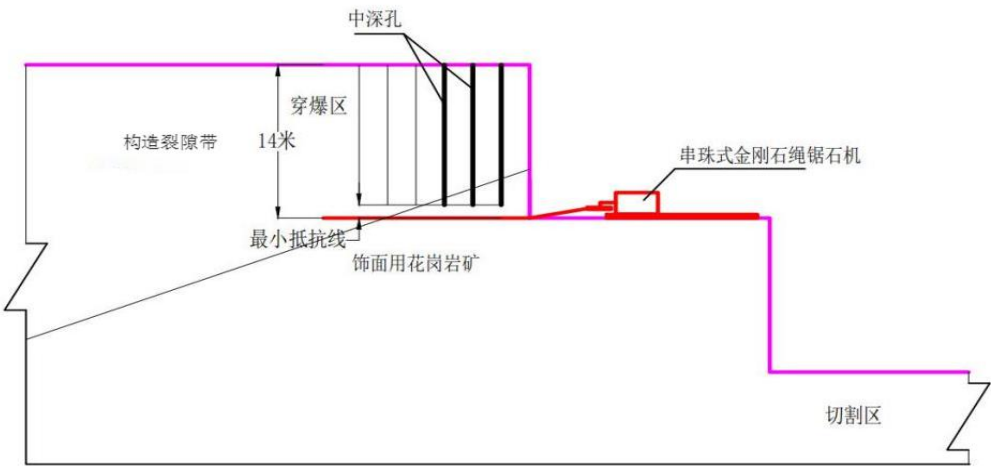 中深孔
穿爆区
构造裂隙带
14米
串珠式金刚石绳锯石机
最小抵抗线
饰面用花岗岩矿
切割区